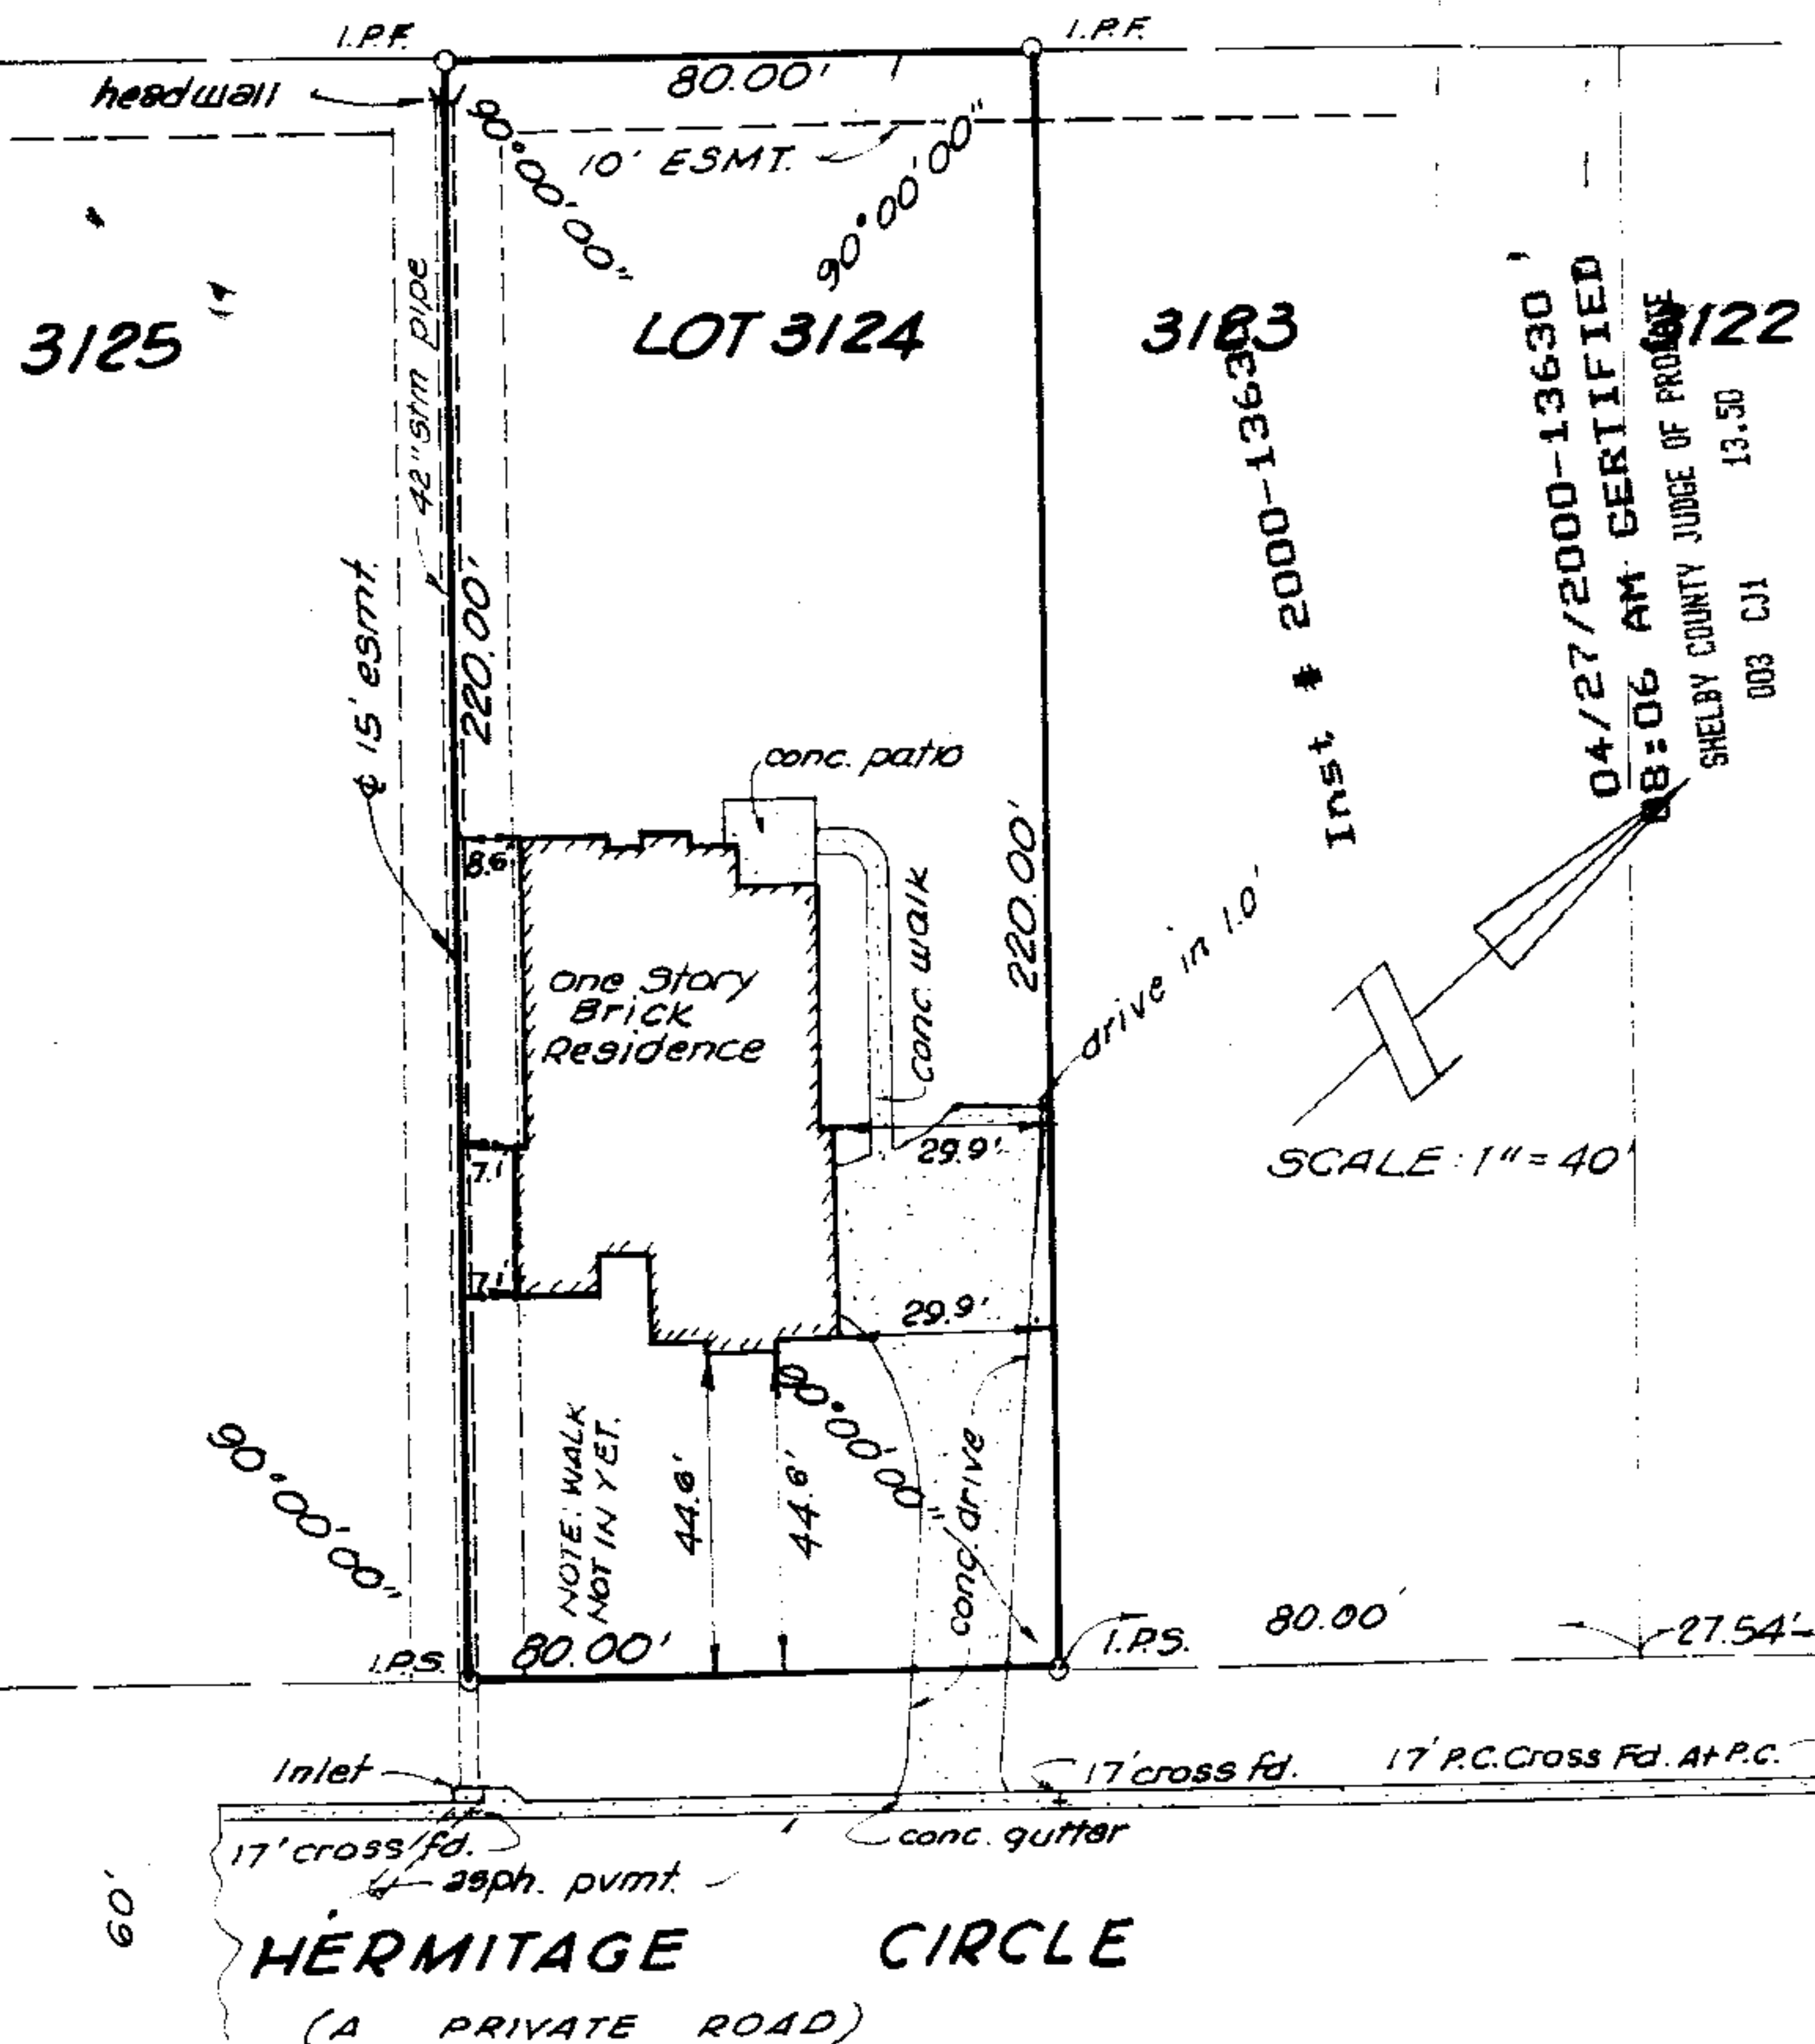 I.P.F.
I.P.F.
headwall
80.00'
90°00'00"
10' ESMT.
90°00'00"
42" stm pipe
3125
LOT 3124
3122
Inst # 2000-13630
04/27/2000-13630
08:06 AM CERTIFIED
SHELBY COUNTY JUDGE OF PROBATE
003 CJ1 13.50
℄ 15' esmt.
220.00'
conc. patio
8.6'
conc. walk
220.00'
drive in 1.0'
One Story
Brick
Residence
29.9'
7.1'
SCALE: 1" = 40'
7.1'
29.9'
90°00'00"
90°00'00"
NOTE: WALK
NOT IN YET.
44.6'
44.6'
conc. drive
I.P.S.
80.00'
I.P.S.
80.00'
27.54'
Inlet
17' cross fd.
17' P.C. Cross Fd. At P.C.
17' cross fd.
conc. gutter
asph. pvmt.
60'
HERMITAGE CIRCLE
(A PRIVATE ROAD)